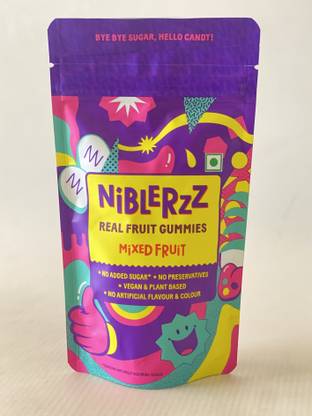 BYE BYE SUGAR, HELLO CANDY!
NiBLERZZ
REAL FRUIT GUMMIES
MiXED FRUIT
• NO ADDED SUGAR* • NO PRESERVATIVES
• VEGAN & PLANT BASED
• NO ARTIFICIAL FLAVOUR & COLOUR